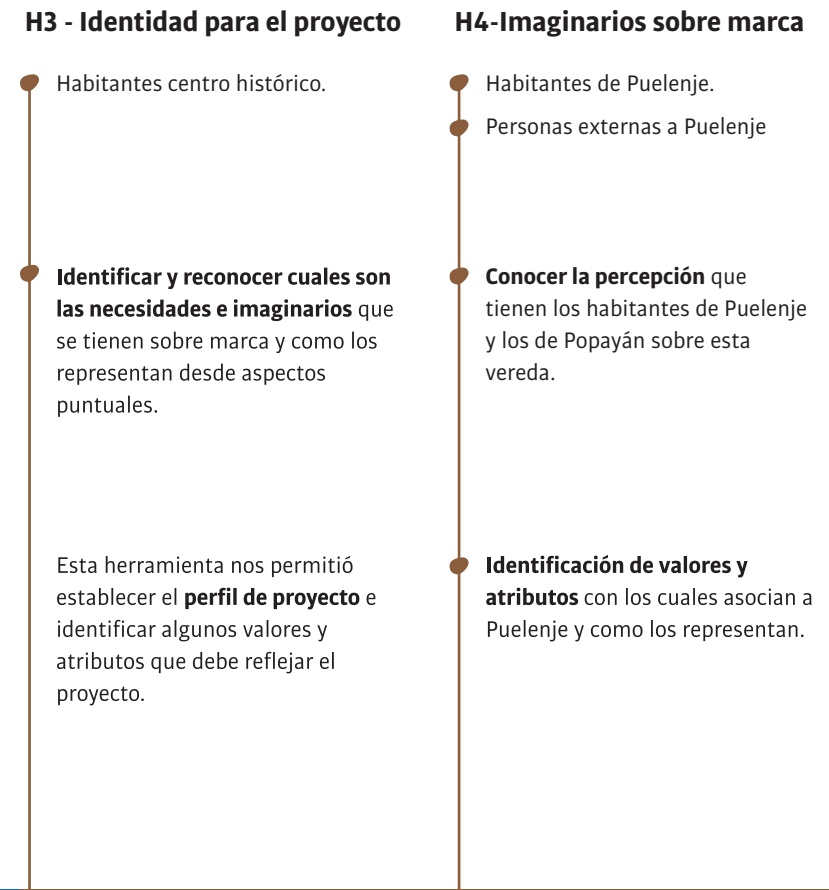 H3 - Identidad para el proyecto
Habitantes centro histórico.
Identificar y reconocer cuales son
las necesidades e imaginarios que
se tienen sobre marca y como los
representan desde aspectos
puntuales.
Esta herramienta nos permitió
establecer el perfil de proyecto e
identificar algunos valores y
atributos que debe reflejar el
proyecto.
H4-Imaginarios sobre marca
Habitantes de Puelenje.
Personas externas a Puelenje
Conocer la percepción que
tienen los habitantes de Puelenje
y los de Popayán sobre esta
vereda.
Identificación de valores y
atributos con los cuales asocian a
Puelenje y como los representan.